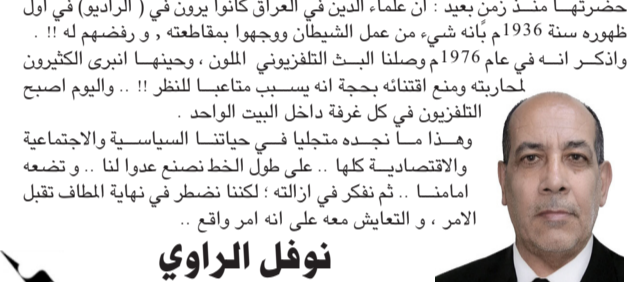 حضرتها منذ زمن بعيد : ان علماء الدين في العراق كانوا يرون في ( الراديو) في اول
ظهوره سنة 1936م بًانه شيء من عمل الشيطان ووجهوا بمقاطعته , و رفضهم له !! .
واذكر انه في عام 1976م وصلنا البث التلفزيوني الملون ، وحينها انبرى الكثيرون
لمحاربته ومنع اقتنائه بحجة انه يسبب متاعبا للنظر !! .. واليوم اصبح
التلفزيون في كل غرفة داخل البيت الواحد .
وهذا ما نجده متجليا في حياتنا السياسية والاجتماعية
والاقتصادية كلها .. على طول الخط نصنع عدوا لنا .. و نضعه
امامنا .. ثم نفكر في ازالته ؛ لكننا نضطر في نهاية المطاف تقبل
الامر ، و التعايش معه على انه امر واقع ..
نوفل الراوي